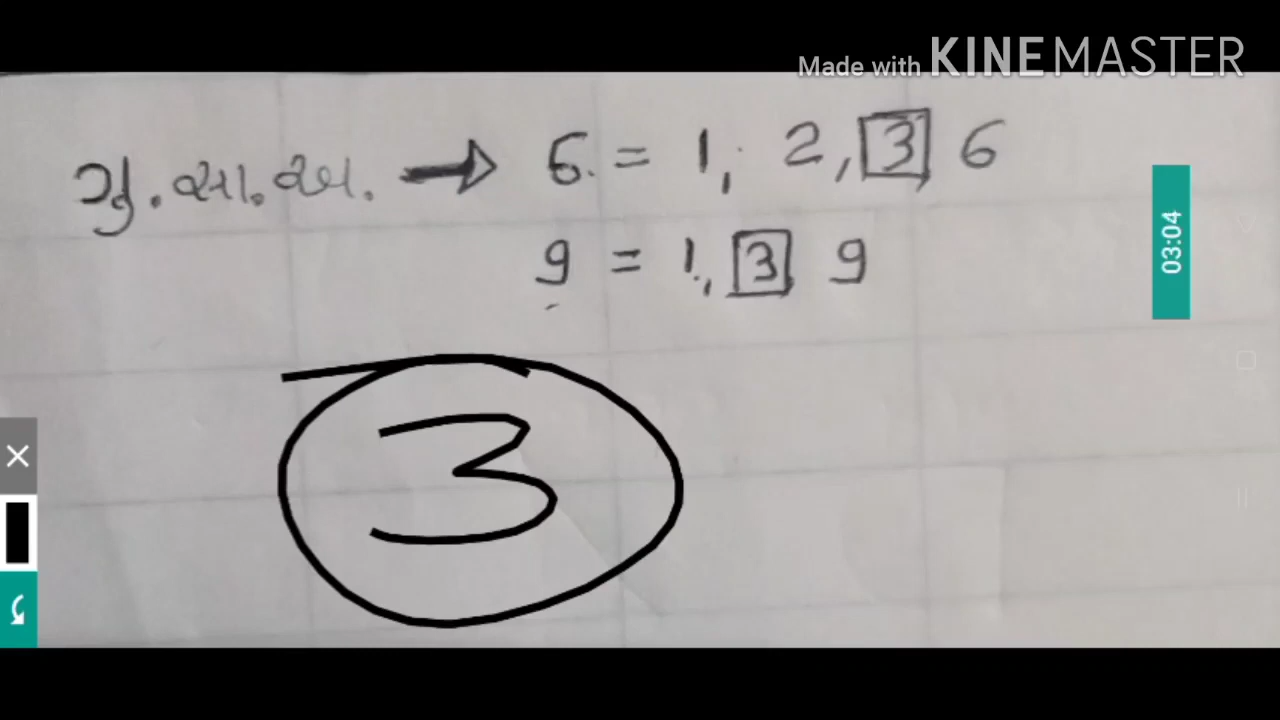 Made with KINEMASTER
ગુ.સા.અ. → 6. = 1, 2, 3 6
9 = 1, 3 9
03:04
3